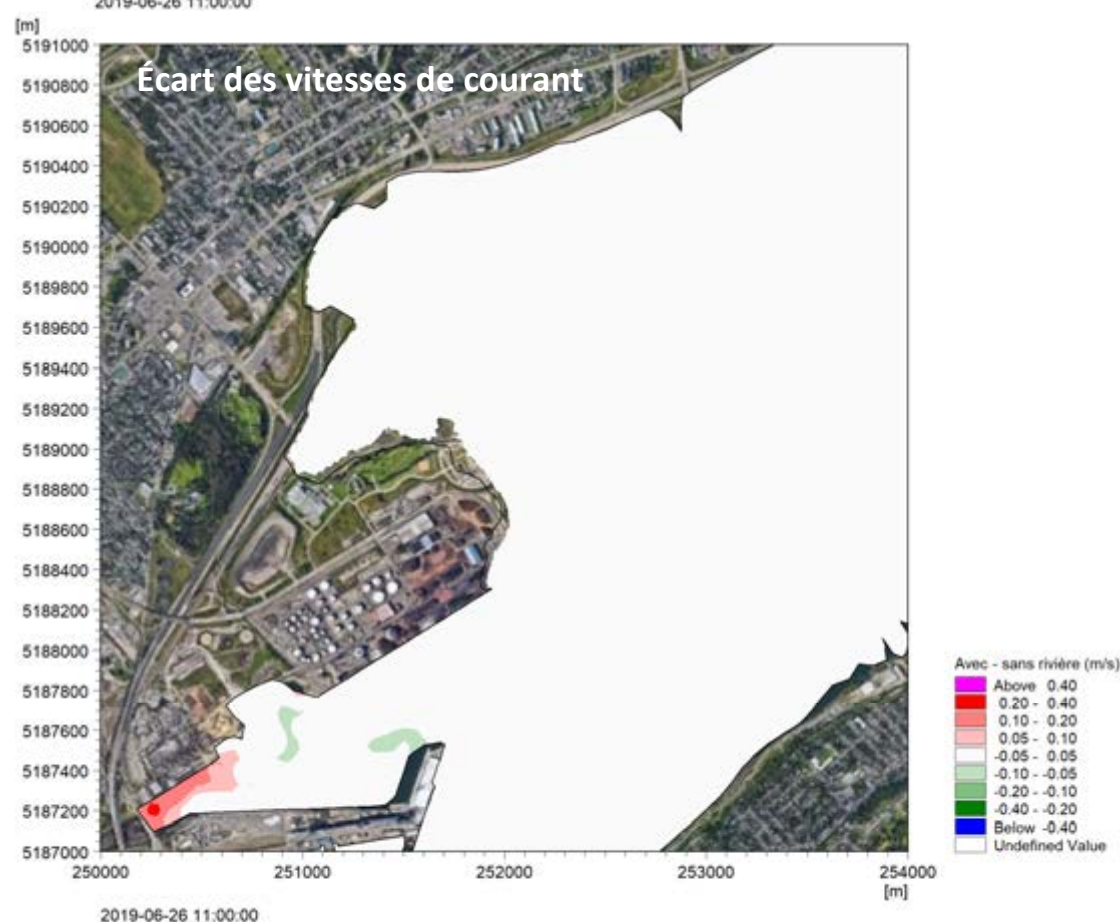 2019-06-26 11:00:00
[m]
5191000
Écart des vitesses de courant
5190800
5190600
5190400
5190200
5190000
5189800
5189600
5189400
5189200
5189000
5188800
5188600
5188400
5188200
5188000
5187800
5187600
5187400
5187200
5187000
250000 251000 252000 253000 254000
[m]
Avec - sans rivière (m/s)
Above 0.40
0.20 - 0.40
0.10 - 0.20
0.05 - 0.10
-0.05 - 0.05
-0.10 - -0.05
-0.20 - -0.10
-0.40 - -0.20
Below -0.40
Undefined Value
2019-06-26 11:00:00